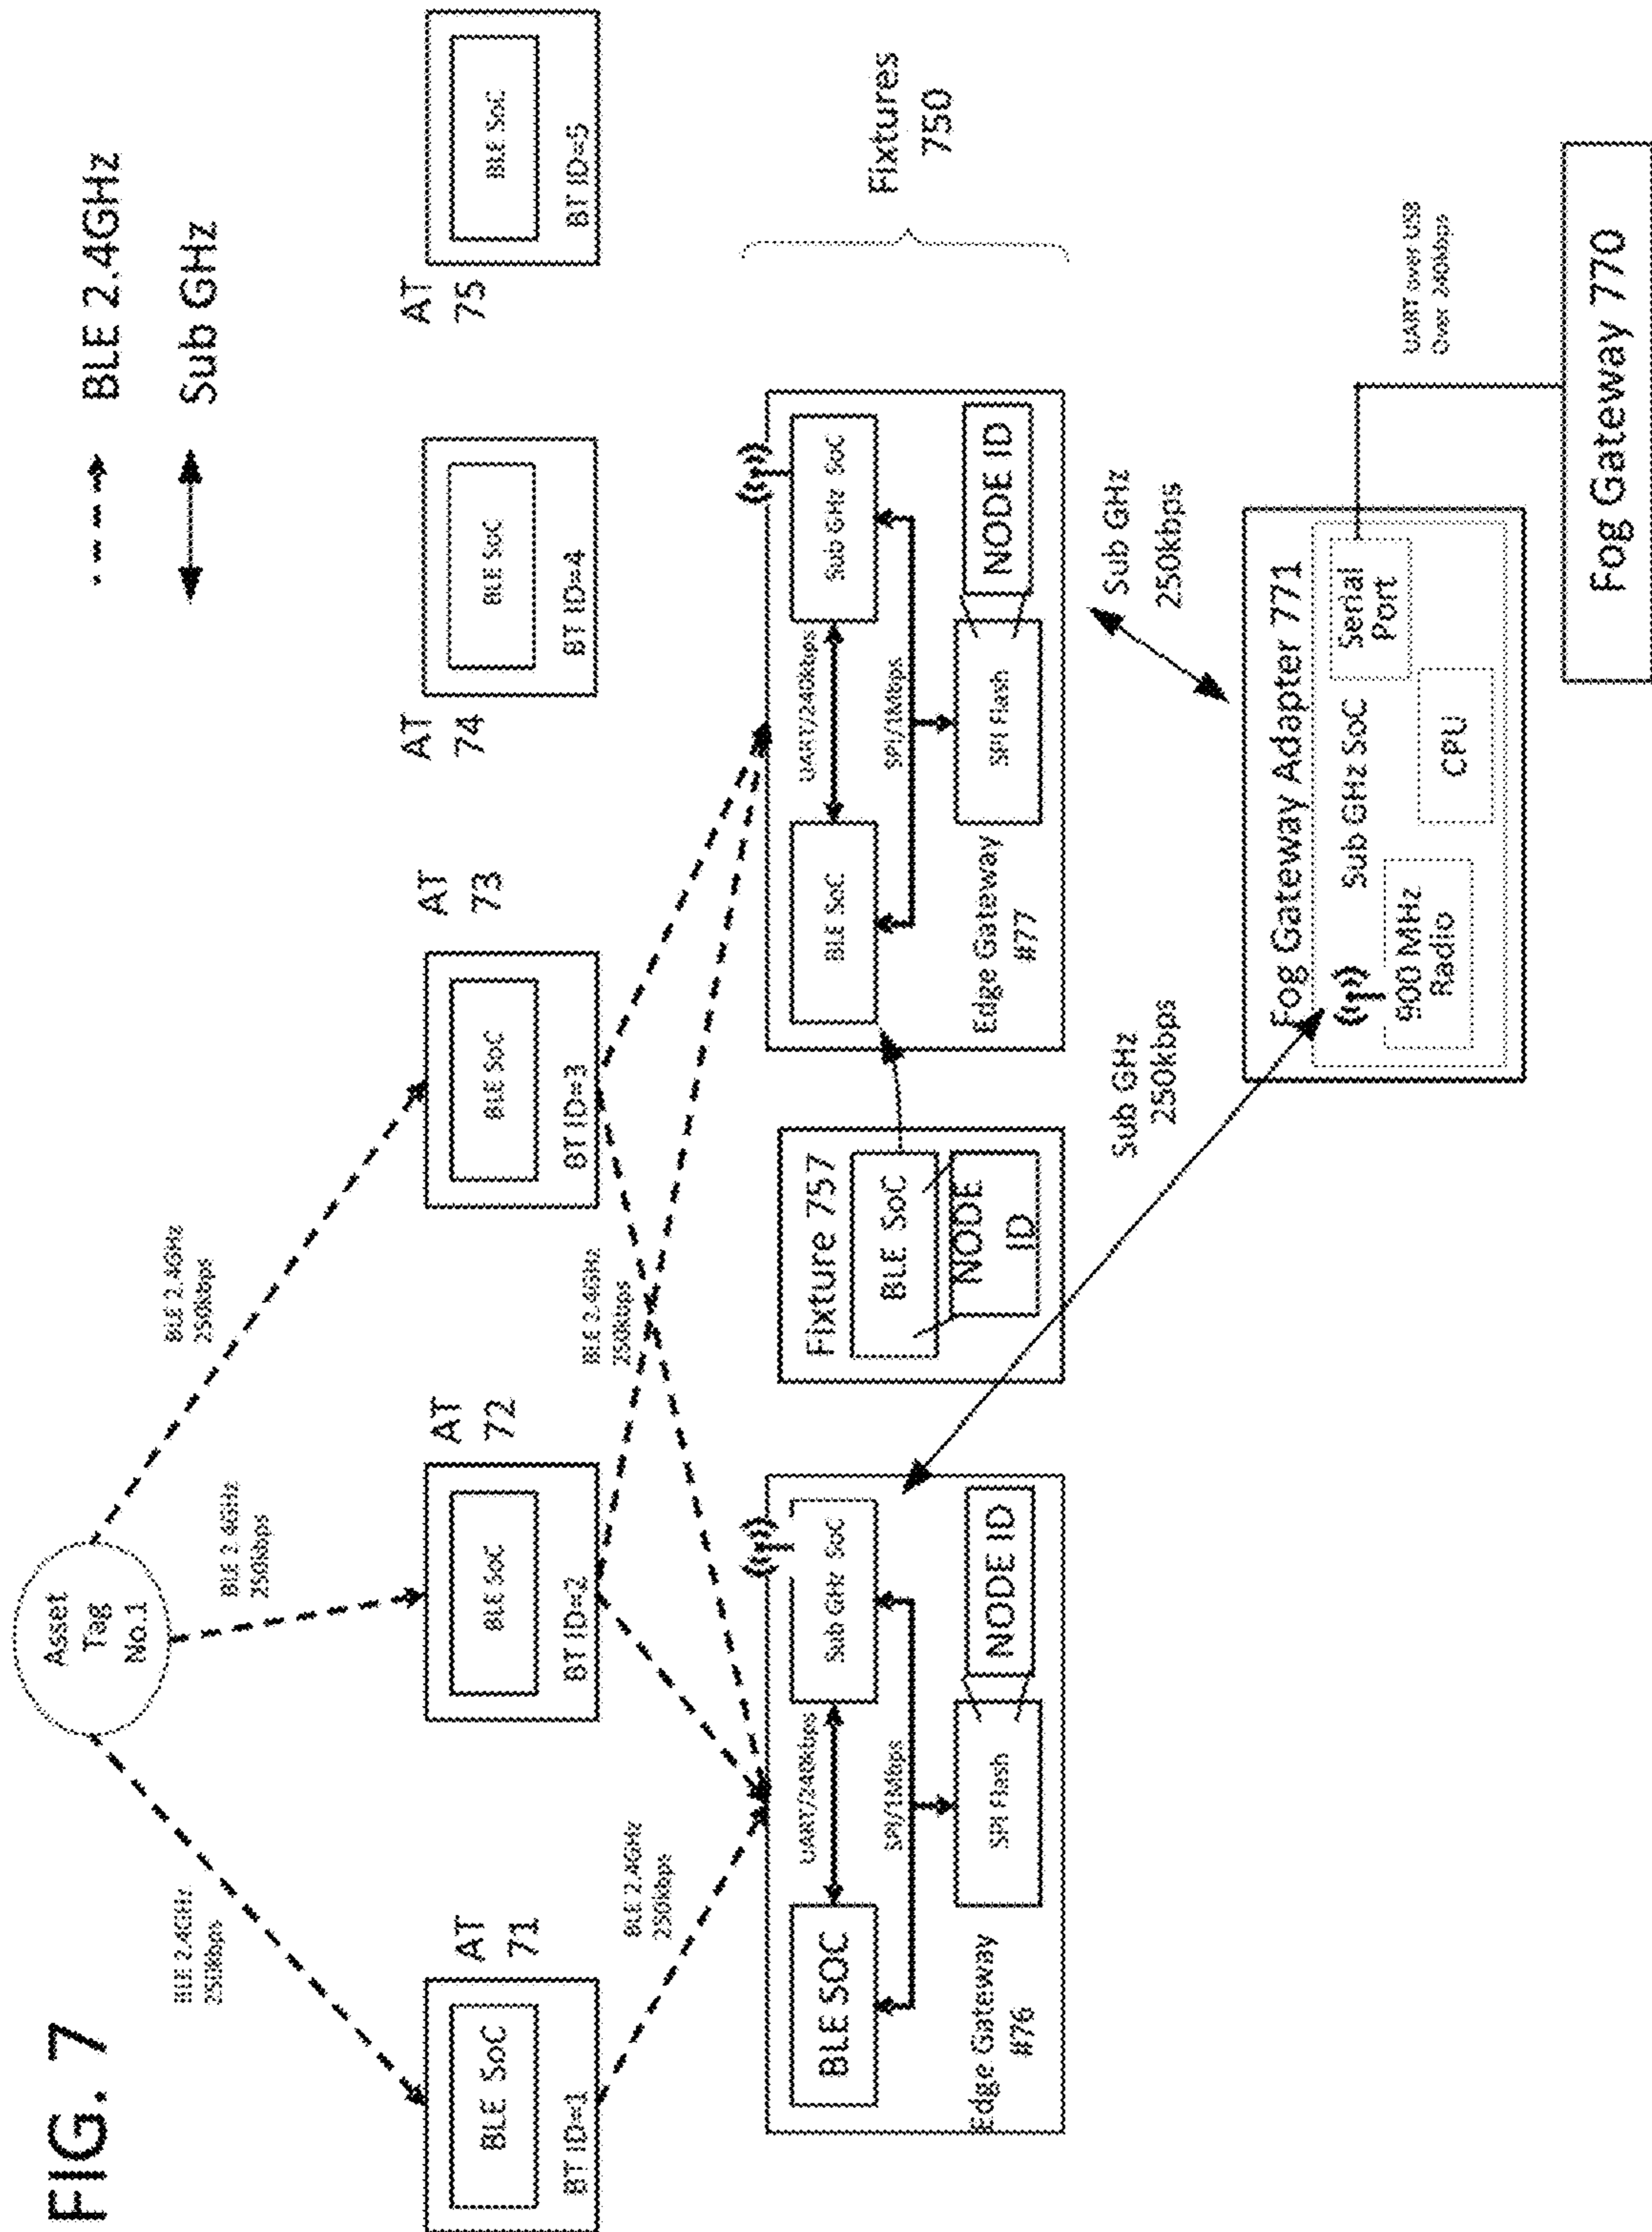 FIG. 7
BLE 2.4GHz
Sub GHz
Asset
Tag
No.1
BLE 2.4GHz
250kbps
BLE 2.4GHz
250kbps
BLE 2.4GHz
250kbps
AT
71
BLE SoC
BT ID=1
AT
72
BLE SoC
BT ID=2
AT
73
BLE SoC
BT ID=3
AT
74
BLE SoC
BT ID=4
AT
75
BLE SoC
BT ID=5
BLE 2.4GHz
250kbps
BLE 2.4GHz
250kbps
BLE SOC
UART/240kbps
Sub GHz SoC
SPI/1Mbps
SPI Flash
NODE ID
Edge Gateway
#76
Fixture 757
BLE SoC
NODE
ID
BLE SoC
UART/240kbps
Sub GHz SoC
SPI/1Mbps
SPI Flash
NODE ID
Edge Gateway
#77
Fixtures
750
Sub GHz
250kbps
Sub GHz
250kbps
Fog Gateway Adapter 771
Sub GHz SoC
900 MHz
Radio
CPU
Serial
Port
UART over USB
Over 240kbps
Fog Gateway 770